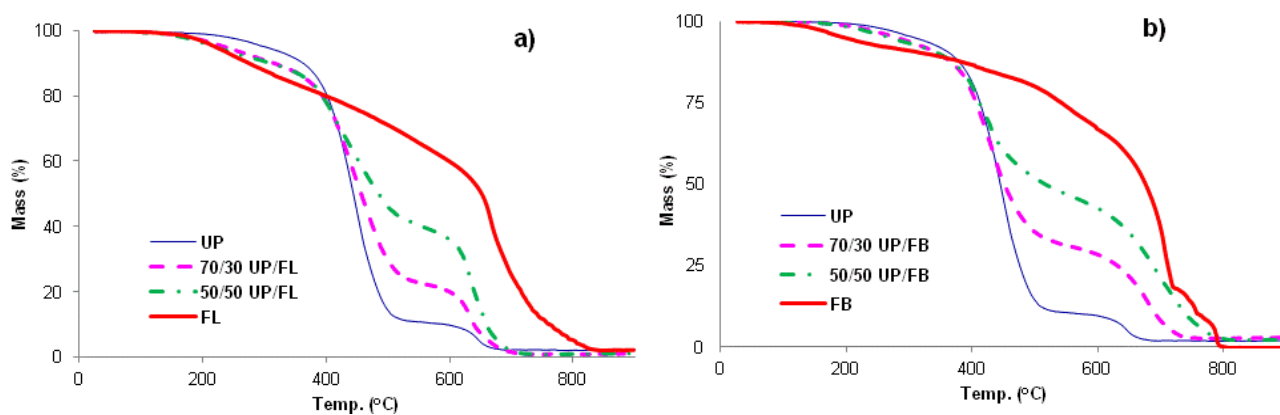 a)
100
80
60
40
20
0
Mass (%)
UP
70/30 UP/FL
50/50 UP/FL
FL
0
200
400
600
800
Temp. (°C)
b)
100
75
50
25
0
Mass (%)
UP
70/30 UP/FB
50/50 UP/FB
FB
0
200
400
600
800
Temp. (°C)